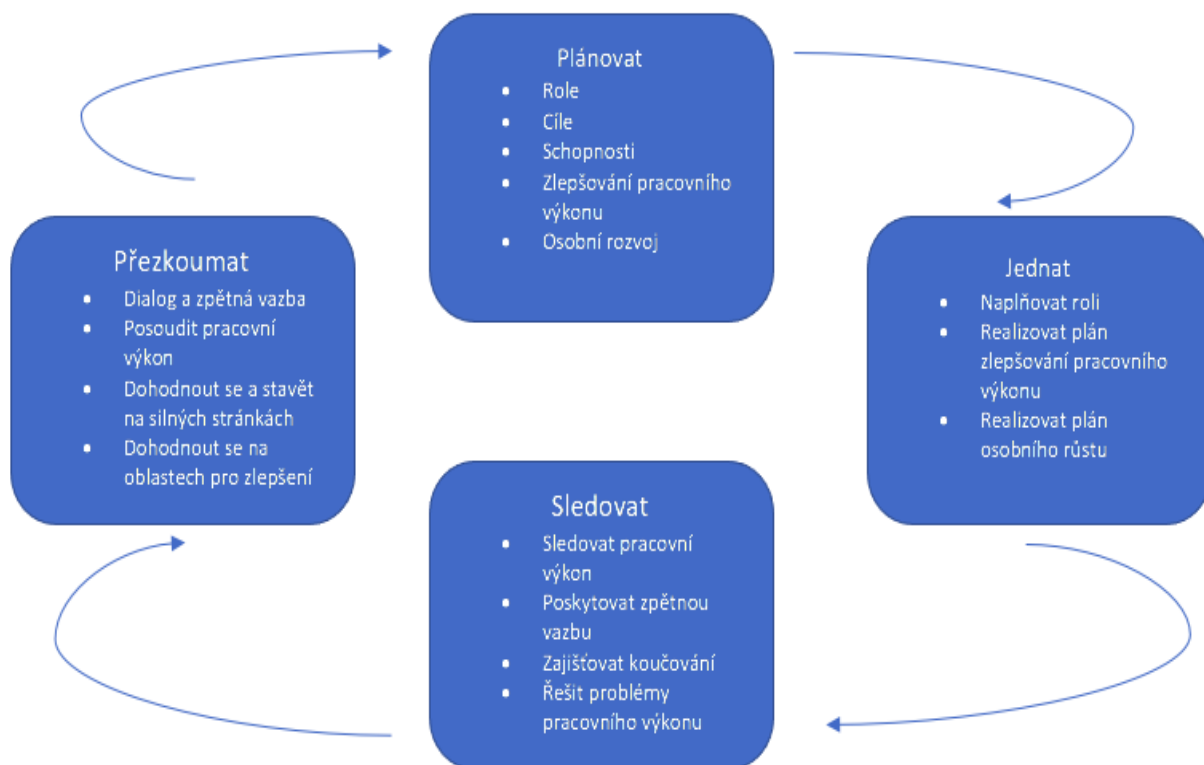 Plánovat
• Role
• Cíle
• Schopnosti
• Zlepšování pracovního
výkonu
• Osobní rozvoj
Jednat
• Naplňovat roli
• Realizovat plán
zlepšování pracovního
výkonu
• Realizovat plán
osobního růstu
Sledovat
• Sledovat pracovní
výkon
• Poskytovat zpětnou
vazbu
• Zajišťovat koučování
• Řešit problémy
pracovního výkonu
Přezkoumat
• Dialog a zpětná vazba
• Posoudit pracovní
výkon
• Dohodnout se a stavět
na silných stránkách
• Dohodnout se na
oblastech pro zlepšení